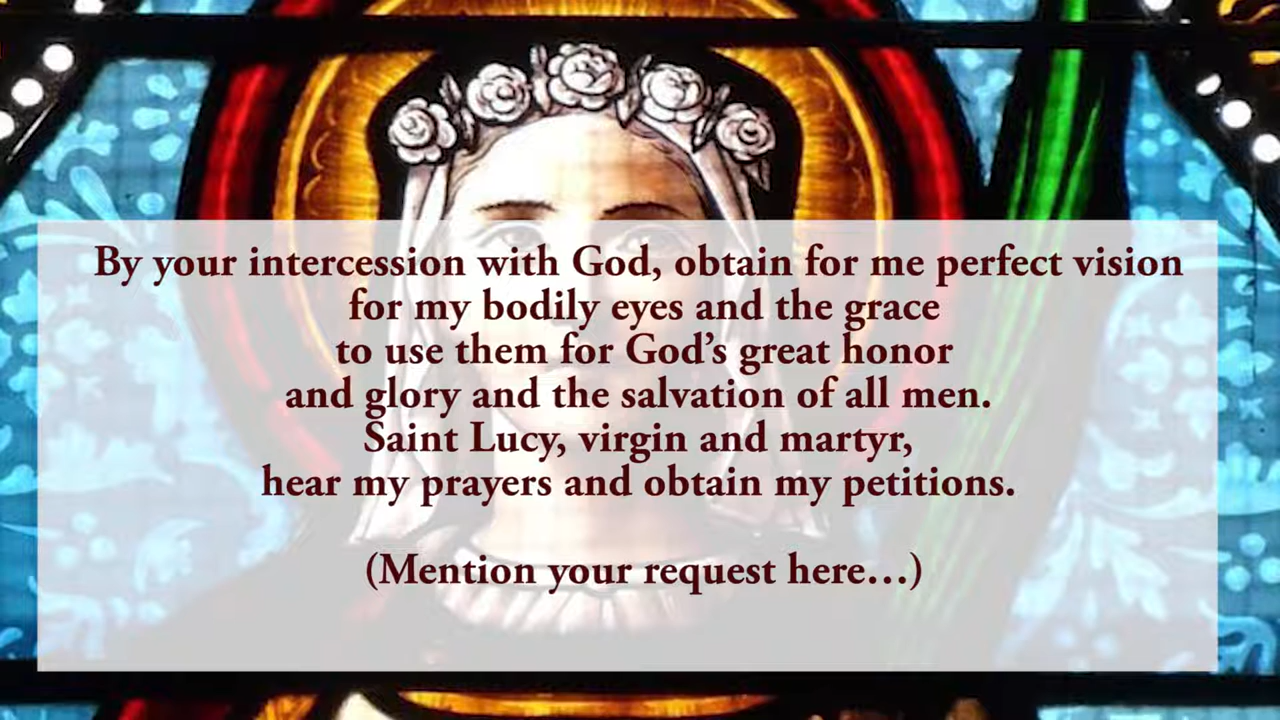 By your intercession with God, obtain for me perfect vision
for my bodily eyes and the grace
to use them for God’s great honor
and glory and the salvation of all men.
Saint Lucy, virgin and martyr,
hear my prayers and obtain my petitions.
(Mention your request here…)